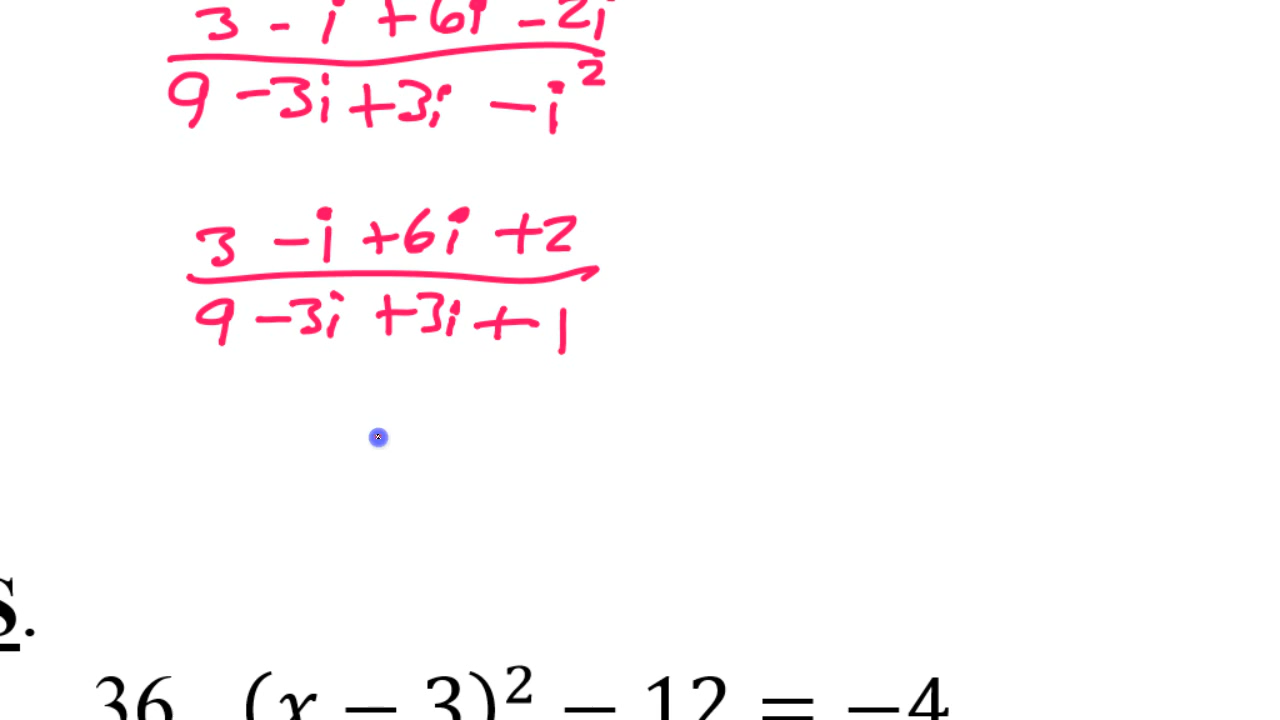 3 - i + 6i - 2i
9 - 3i + 3i - i²
3 - i + 6i + 2
9 - 3i + 3i + 1
s.
36. (x − 3)² − 12 = −4